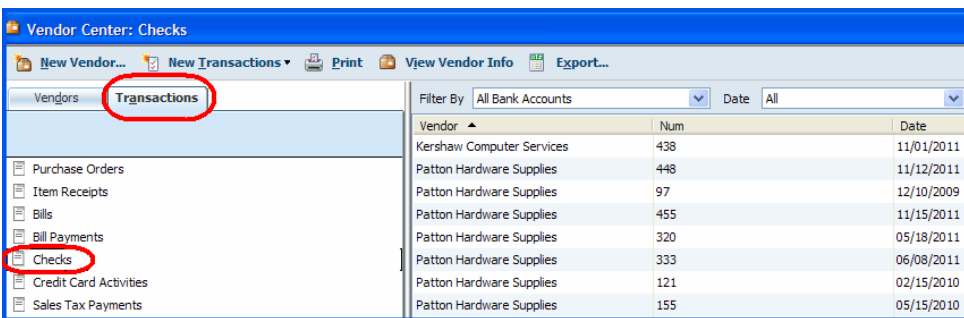 Vendor Center: Checks
New Vendor... New Transactions Print View Vendor Info Export...
Vendors Transactions
Filter By All Bank Accounts Date All
Vendor Num Date
Kershaw Computer Services 438 11/01/2011
Purchase Orders Patton Hardware Supplies 448 11/12/2011
Item Receipts Patton Hardware Supplies 97 12/10/2009
Bills Patton Hardware Supplies 455 11/15/2011
Bill Payments Patton Hardware Supplies 320 05/18/2011
Checks Patton Hardware Supplies 333 06/08/2011
Credit Card Activities Patton Hardware Supplies 121 02/15/2010
Sales Tax Payments Patton Hardware Supplies 155 05/15/2010